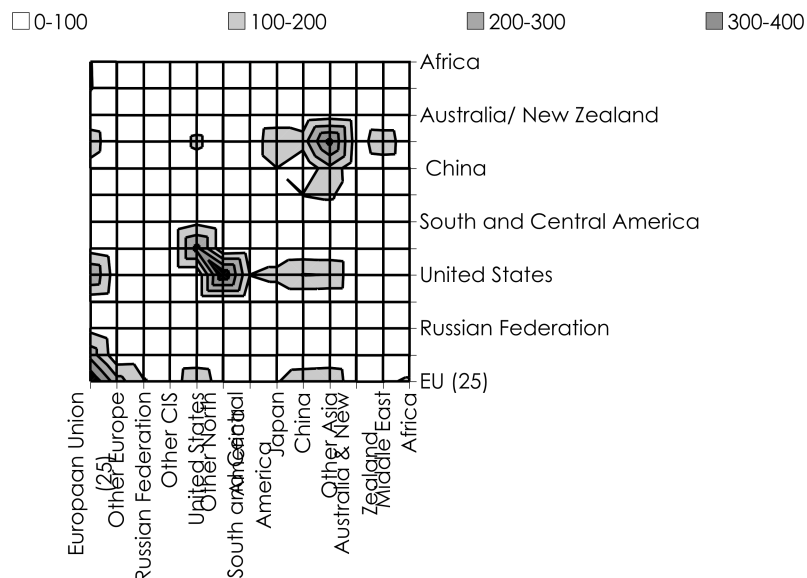 0-100 100-200 200-300 300-400
Africa
Australia/ New Zealand
China
South and Central America
United States
Russian Federation
EU (25)
Europaan Union
(25)
Other Europe
Russian Federation
Other CIS
United States
Other North
America
South and Central
America
Japan
China
Other Asia
Australia & New
Zealand
Middle East
Africa